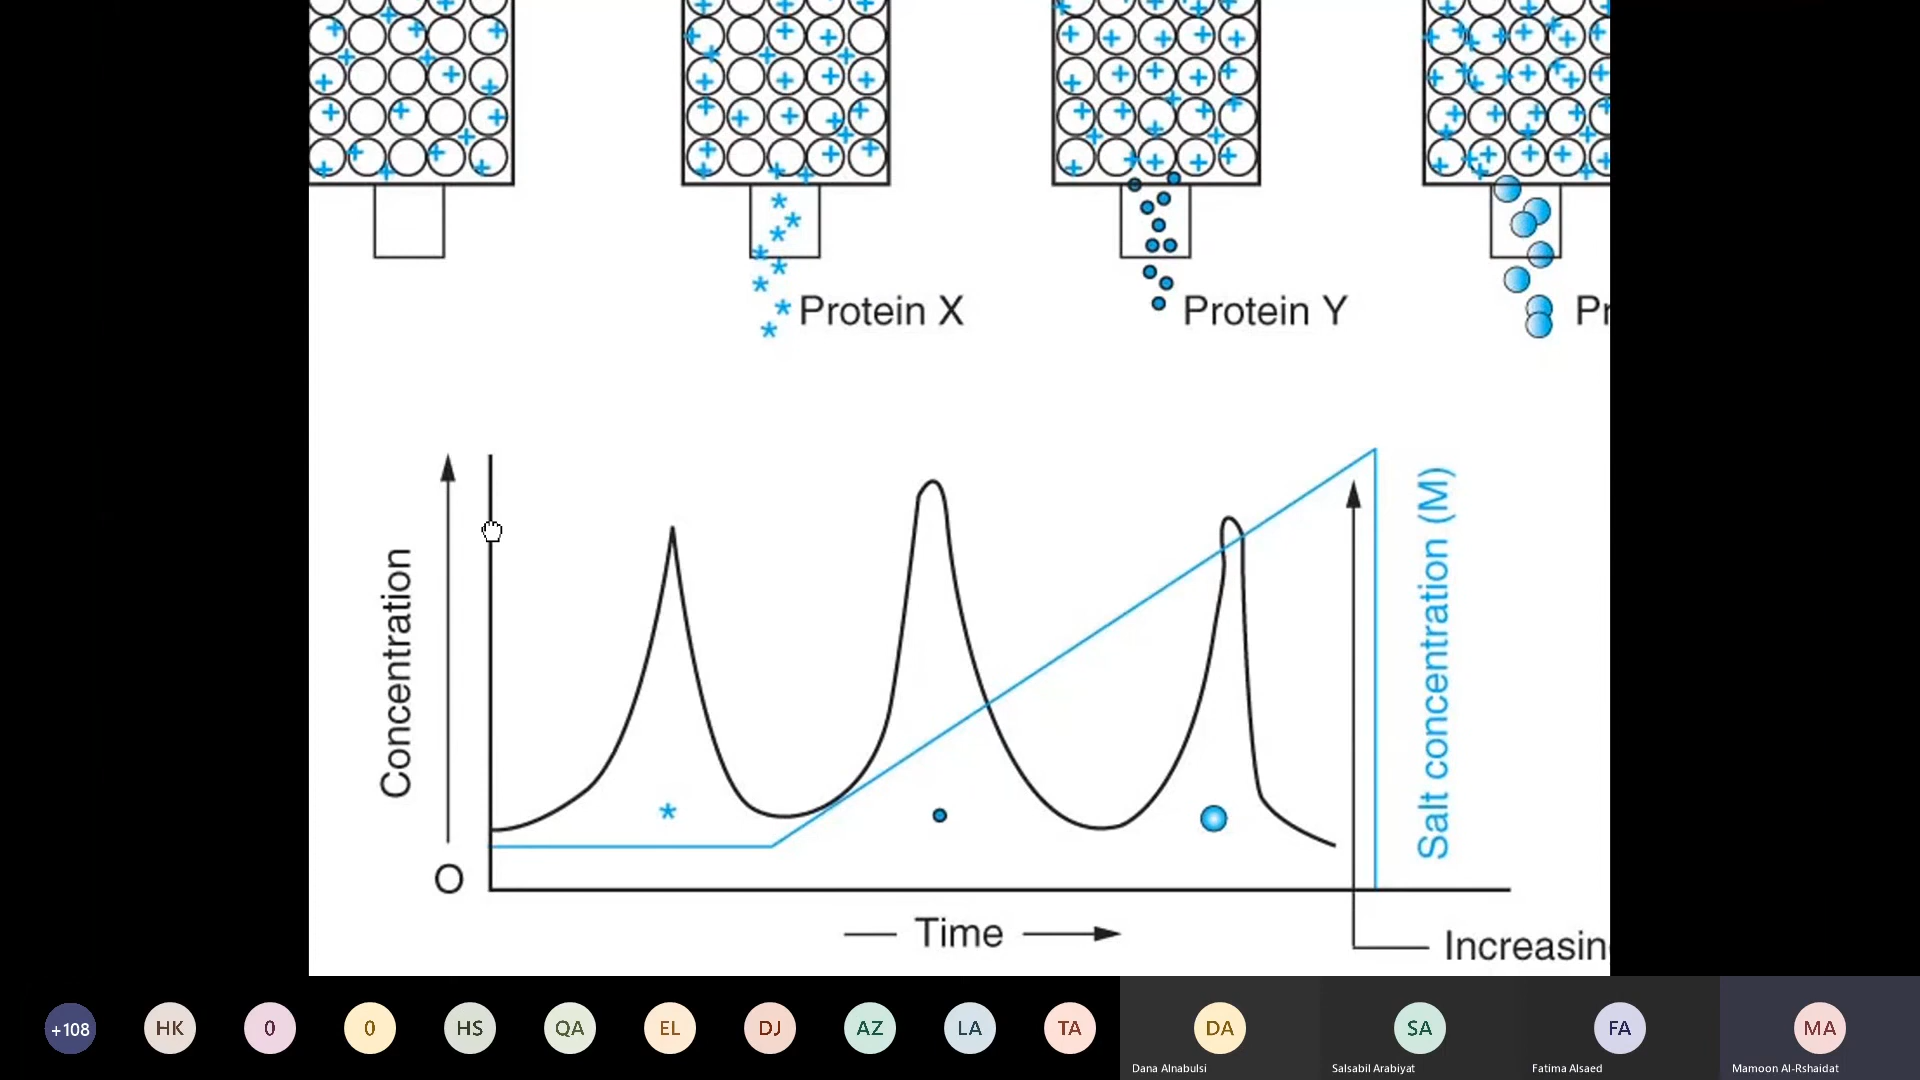 Protein X
Protein Y
Pr
Concentration
O
Time
Salt concentration (M)
Increasin
+108
HK
0
0
HS
QA
EL
DJ
AZ
LA
TA
DA
SA
FA
MA
Dana Alnabulsi
Salsabil Arabiyat
Fatima Alsaed
Mamoon Al-Rshaidat